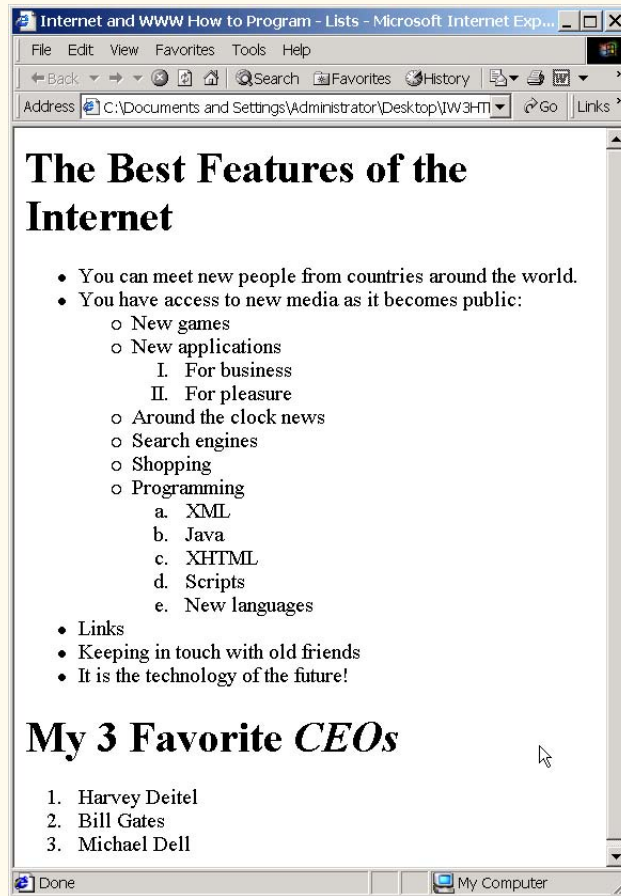 Internet and WWW How to Program - Lists - Microsoft Internet Exp...
File Edit View Favorites Tools Help
Back Search Favorites History
Address C:\Documents and Settings\Administrator\Desktop\IW3HT Go Links
The Best Features of the
Internet
• You can meet new people from countries around the world.
• You have access to new media as it becomes public:
o New games
o New applications
I. For business
II. For pleasure
o Around the clock news
o Search engines
o Shopping
o Programming
a. XML
b. Java
c. XHTML
d. Scripts
e. New languages
• Links
• Keeping in touch with old friends
• It is the technology of the future!
My 3 Favorite CEOs
1. Harvey Deitel
2. Bill Gates
3. Michael Dell
Done My Computer